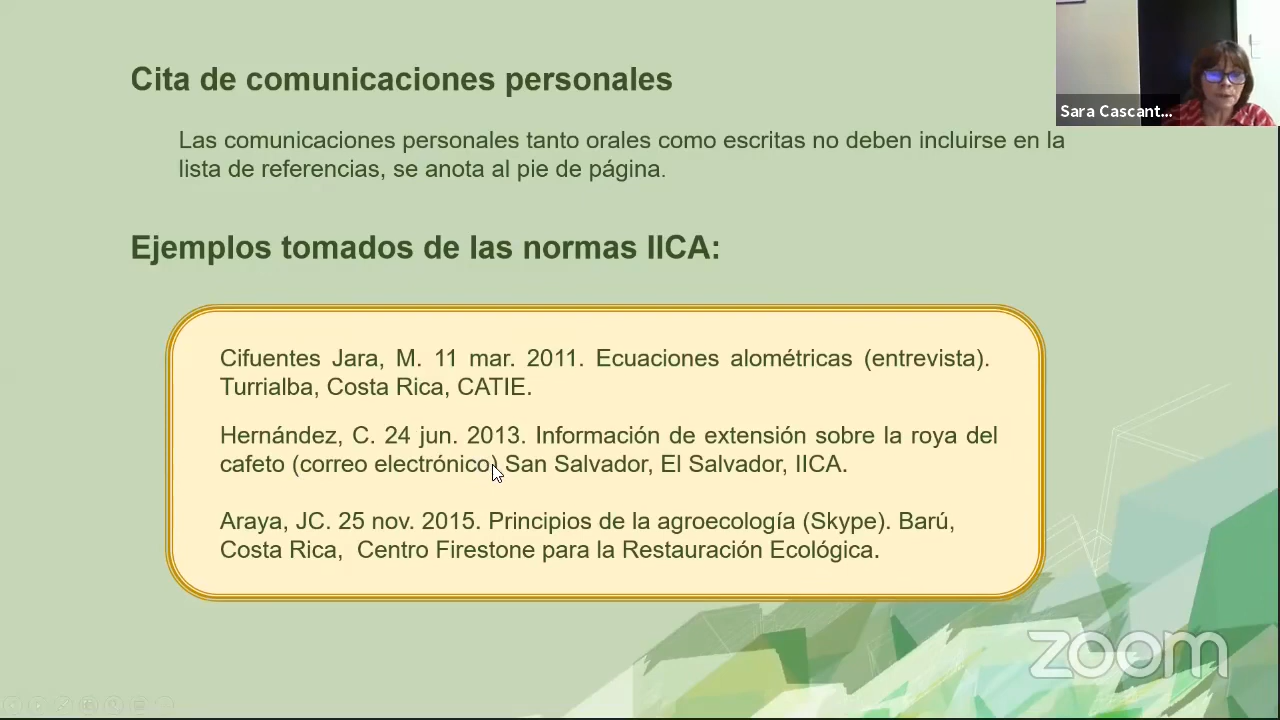 Cita de comunicaciones personales
Sara Cascant...
Las comunicaciones personales tanto orales como escritas no deben incluirse en la
lista de referencias, se anota al pie de página.
Ejemplos tomados de las normas IICA:
Cifuentes Jara, M. 11 mar. 2011. Ecuaciones alométricas (entrevista).
Turrialba, Costa Rica, CATIE.
Hernández, C. 24 jun. 2013. Información de extensión sobre la roya del
cafeto (correo electrónico) San Salvador, El Salvador, IICA.
Araya, JC. 25 nov. 2015. Principios de la agroecología (Skype). Barú,
Costa Rica, Centro Firestone para la Restauración Ecológica.
zoom